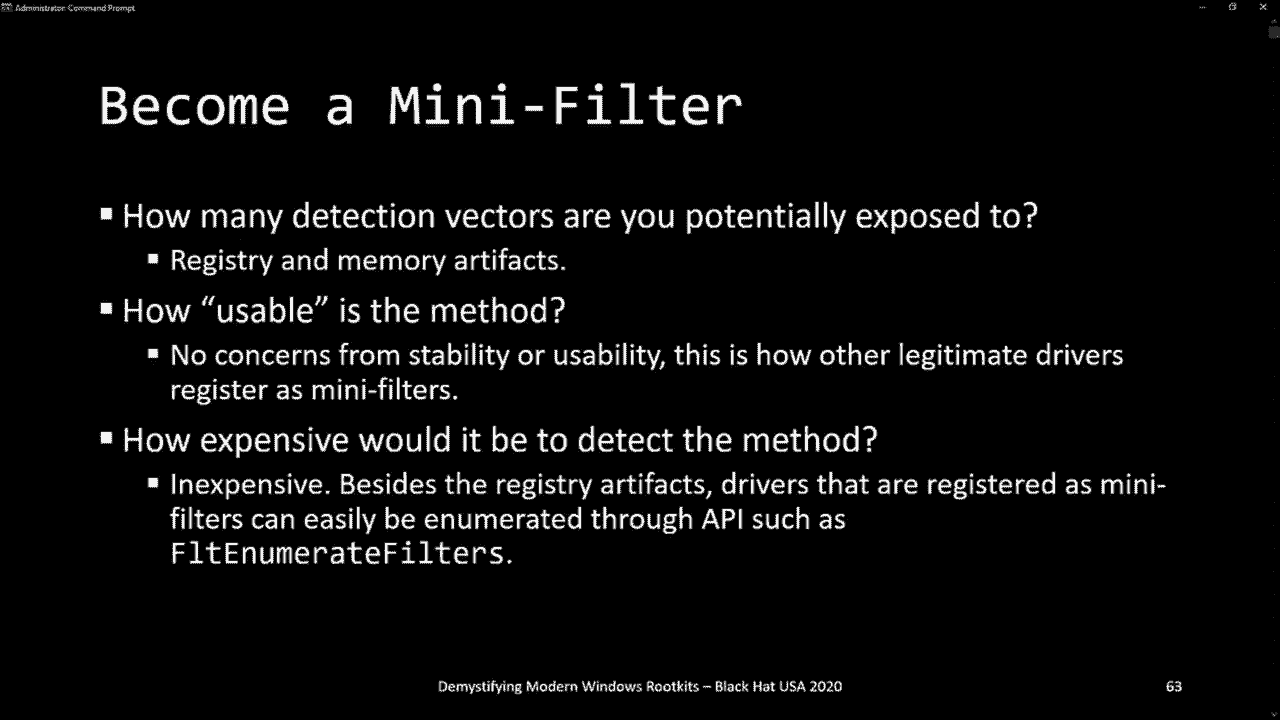 Administrator Command Prompt
Become a Mini-Filter
▪ How many detection vectors are you potentially exposed to?
▪ Registry and memory artifacts.
▪ How “usable” is the method?
▪ No concerns from stability or usability, this is how other legitimate drivers
register as mini-filters.
▪ How expensive would it be to detect the method?
▪ Inexpensive. Besides the registry artifacts, drivers that are registered as mini-
filters can easily be enumerated through API such as
FltEnumerateFilters.
Demystifying Modern Windows Rootkits – Black Hat USA 2020
63